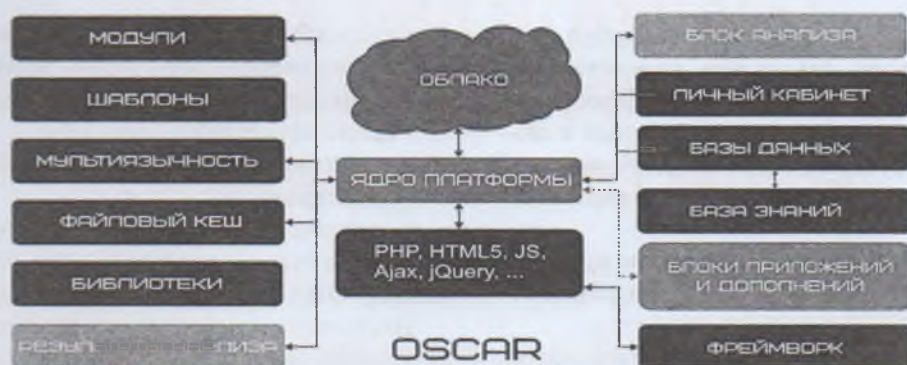 МОДУЛИ
ШАБЛОНЫ
МУЛЬТИЯЗЫЧНОСТЬ
ФАЙЛОВЫЙ КЕШ
БИБЛИОТЕКИ
ОБЛАКО
ЯДРО ПЛАТФОРМЫ
PHP, HTML5, JS,
Ajax, jQuery, ...
OSCAR
БЛОК АНАЛИЗА
ЛИЧНЫЙ КАБИНЕТ
БАЗЫ ДАННЫХ
БАЗА ЗНАНИЙ
БЛОКИ ПРИЛОЖЕНИЙ
И ДОПОЛНЕНИЙ
ФРЕЙМВОРК